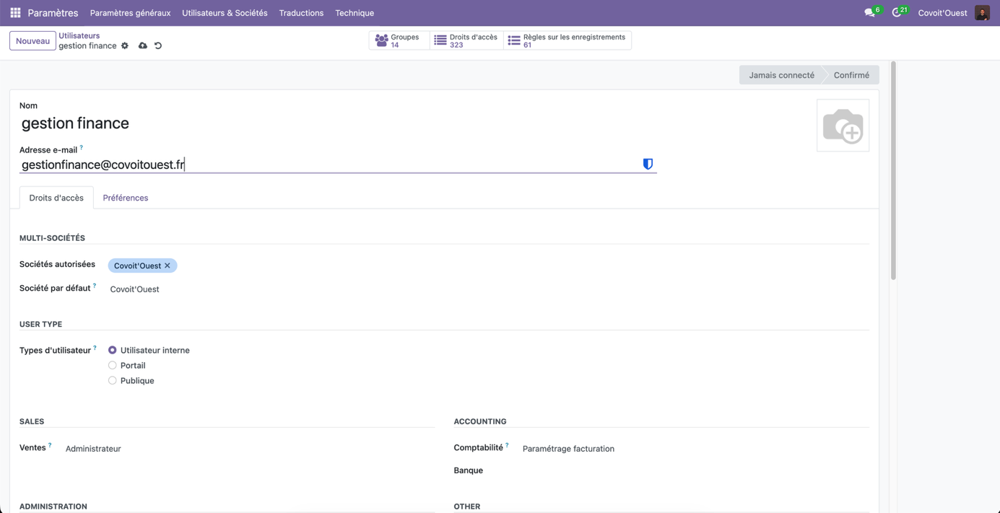 Paramètres Paramètres généraux Utilisateurs & Sociétés Traductions Technique 6 21 Covoit'Ouest
Nouveau
Utilisateurs
gestion finance
Groupes
14
Droits d'accès
323
Règles sur les enregistrements
61
Jamais connecté Confirmé
Nom
gestion finance
Adresse e-mail ?
gestionfinance@covoitouest.fr
Droits d'accès Préférences
MULTI-SOCIÉTÉS
Sociétés autorisées Covoit'Ouest ✕
Société par défaut ? Covoit'Ouest
USER TYPE
Types d'utilisateur ? Utilisateur interne
Portail
Publique
SALES
Ventes ? Administrateur
ACCOUNTING
Comptabilité ? Paramétrage facturation
Banque
ADMINISTRATION
OTHER